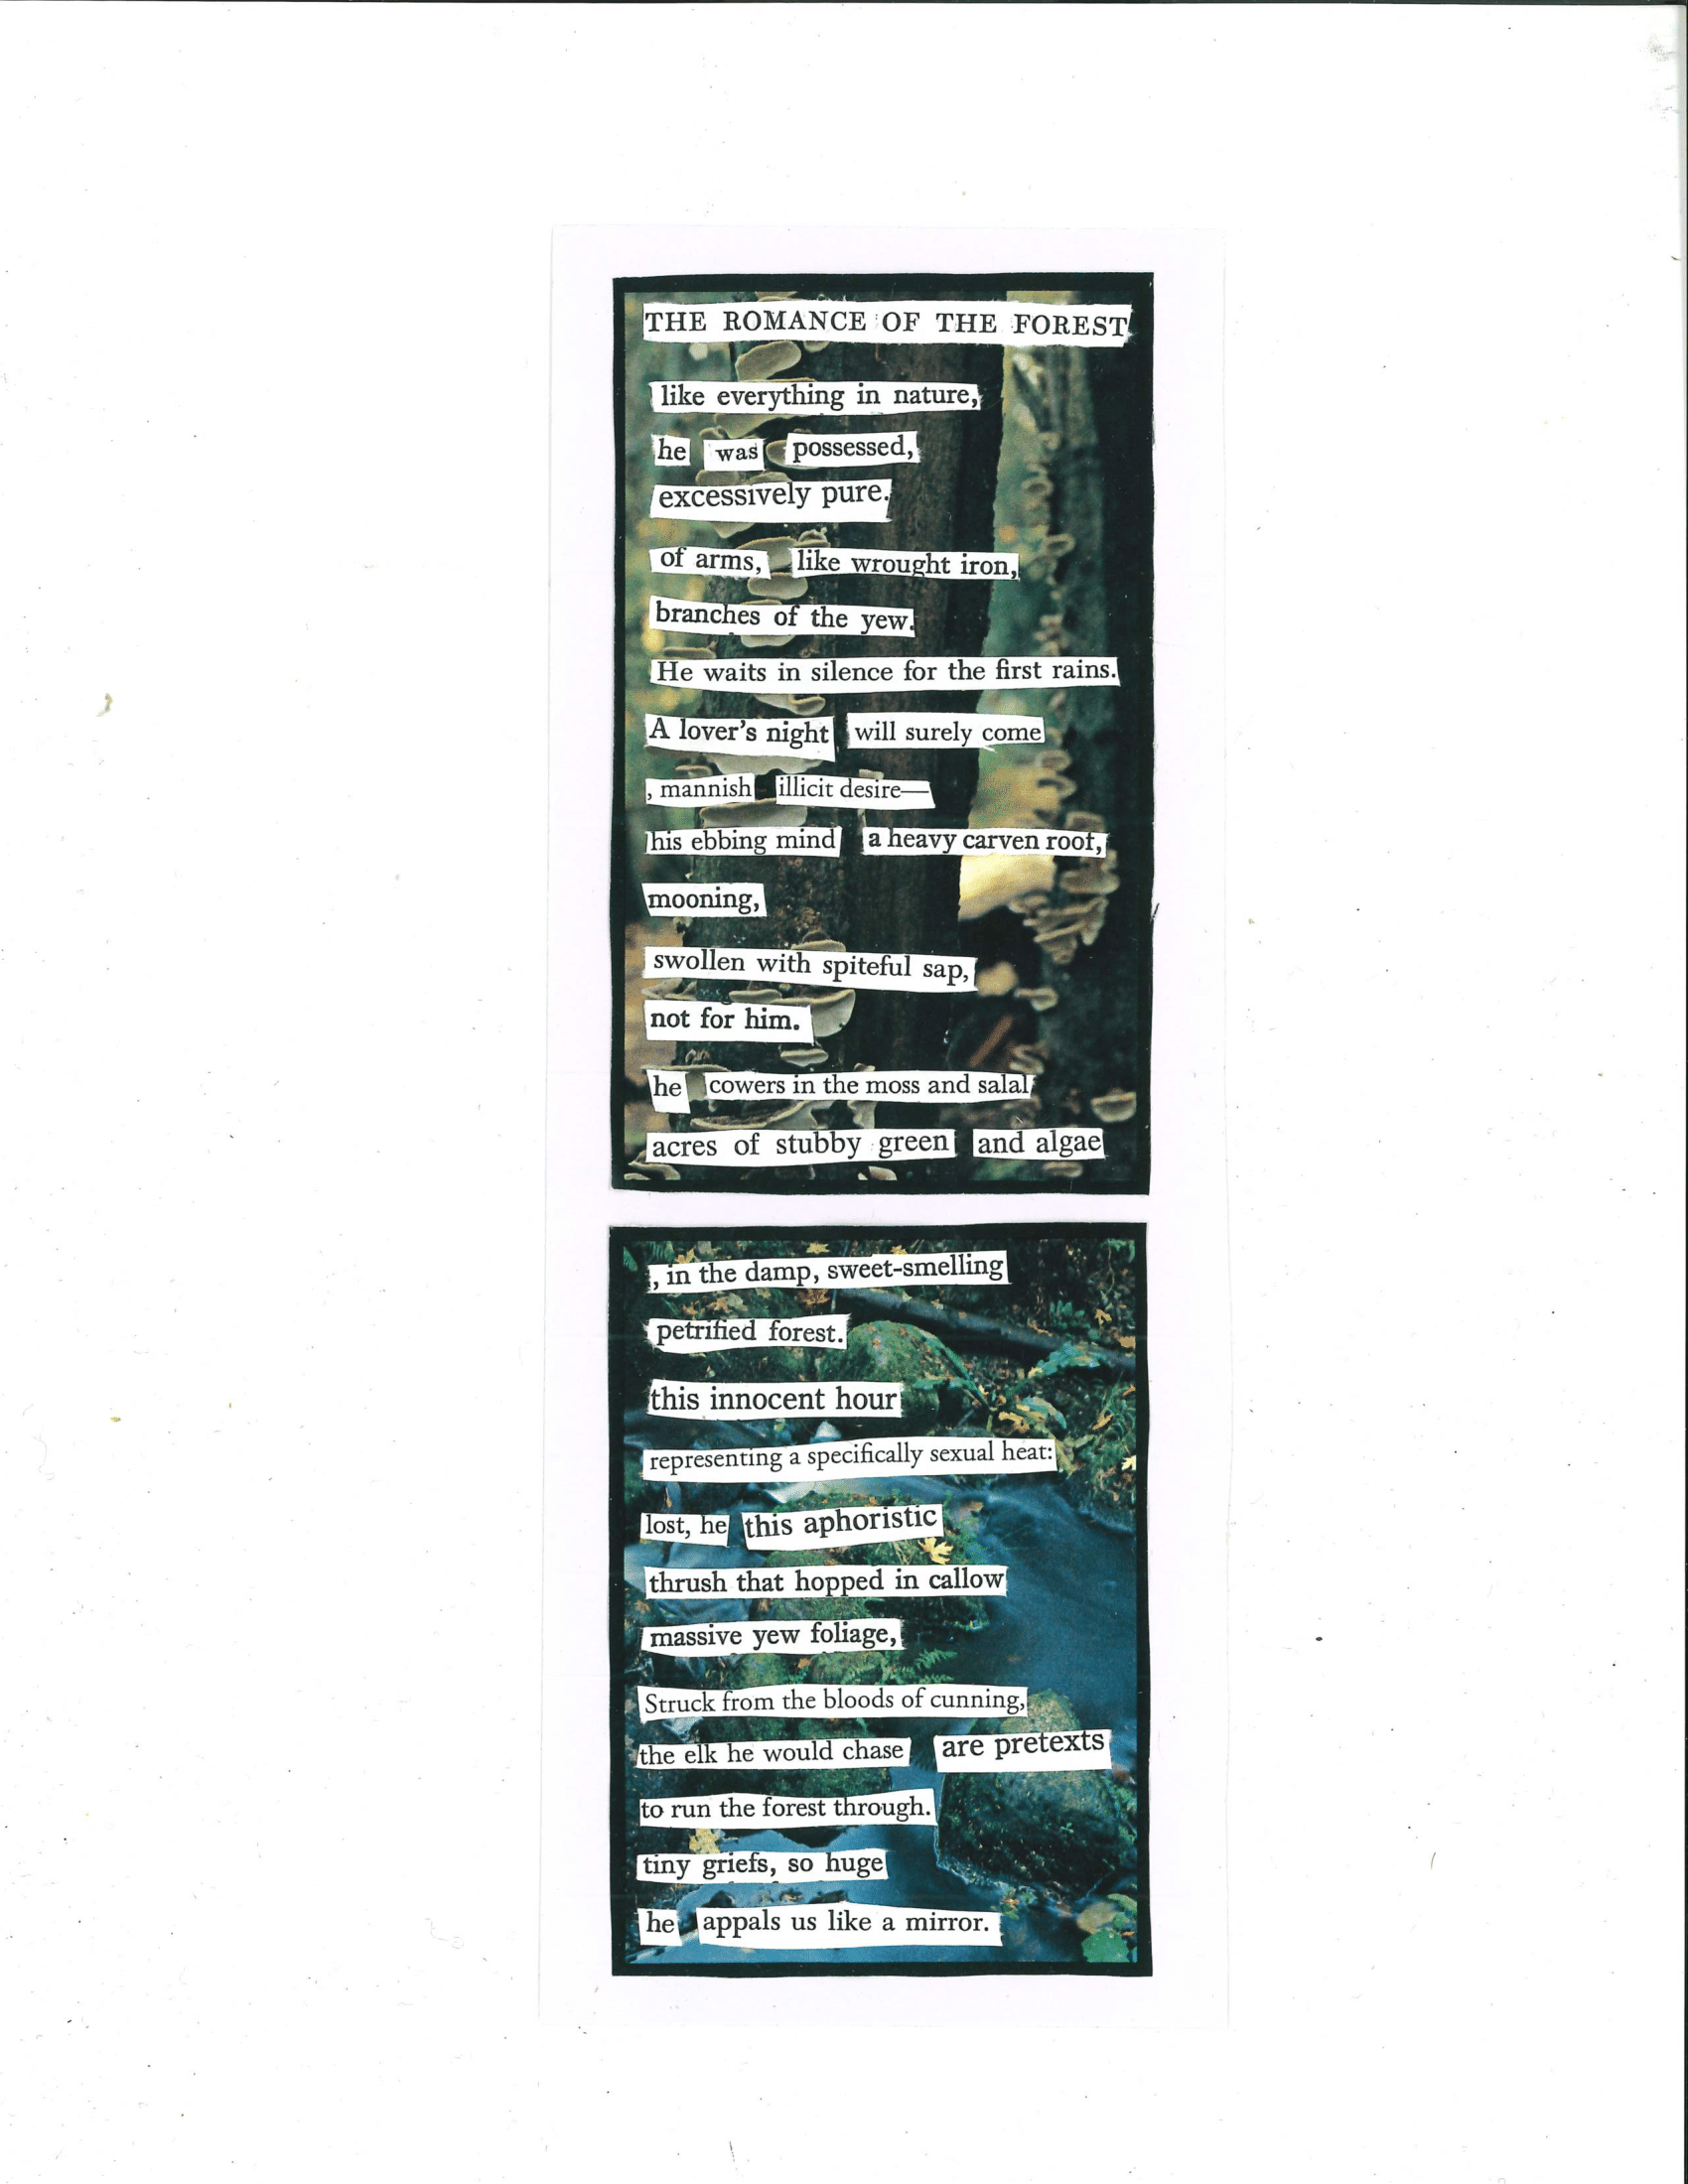 THE ROMANCE OF THE FOREST
like everything in nature,
he was possessed,
excessively pure.
of arms, like wrought iron,
branches of the yew.
He waits in silence for the first rains.
A lover's night will surely come
, mannish illicit desire—
his ebbing mind a heavy carven roof,
mooning,
swollen with spiteful sap,
not for him.
he cowers in the moss and salal
acres of stubby green and algae
, in the damp, sweet-smelling
petrified forest.
this innocent hour
representing a specifically sexual heat:
lost, he this aphoristic
thrush that hopped in callow
massive yew foliage,
Struck from the bloods of cunning,
the elk he would chase are pretexts
to run the forest through.
tiny griefs, so huge
he appals us like a mirror.